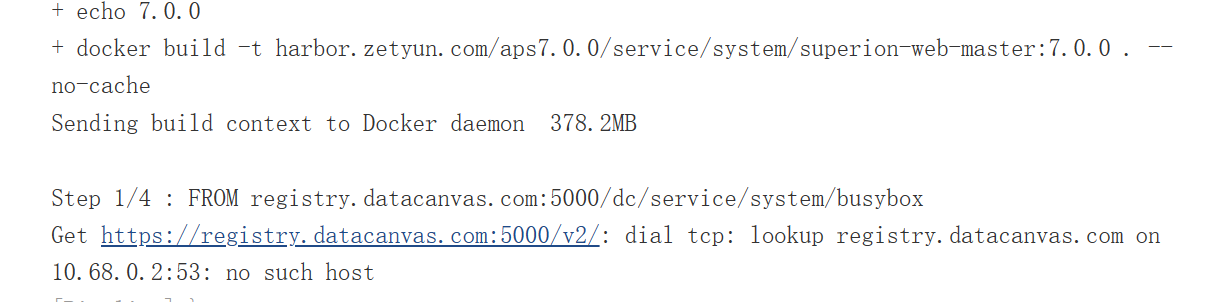 + echo 7.0.0
+ docker build -t harbor.zetyun.com/aps7.0.0/service/system/superion-web-master:7.0.0 . --
no-cache
Sending build context to Docker daemon  378.2MB
Step 1/4 : FROM registry.datacanvas.com:5000/dc/service/system/busybox
Get https://registry.datacanvas.com:5000/v2/: dial tcp: lookup registry.datacanvas.com on
10.68.0.2:53: no such host